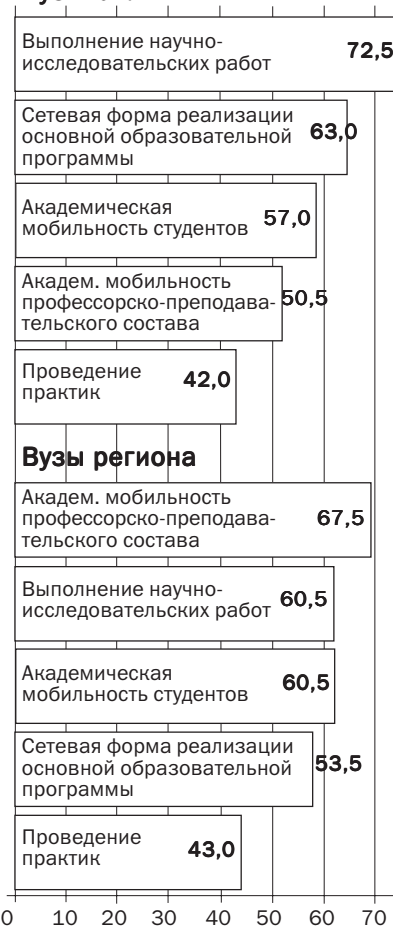 Выполнение научно-
исследовательских работ
72,5
Сетевая форма реализации
основной образовательной
программы
63,0
Академическая
мобильность студентов
57,0
Академ. мобильность
профессорско-преподава-
тельского состава
50,5
Проведение
практик
42,0
Вузы региона
Академ. мобильность
профессорско-преподава-
тельского состава
67,5
Выполнение научно-
исследовательских работ
60,5
Академическая
мобильность студентов
60,5
Сетевая форма реализации
основной образовательной
программы
53,5
Проведение
практик
43,0
0 10 20 30 40 50 60 70